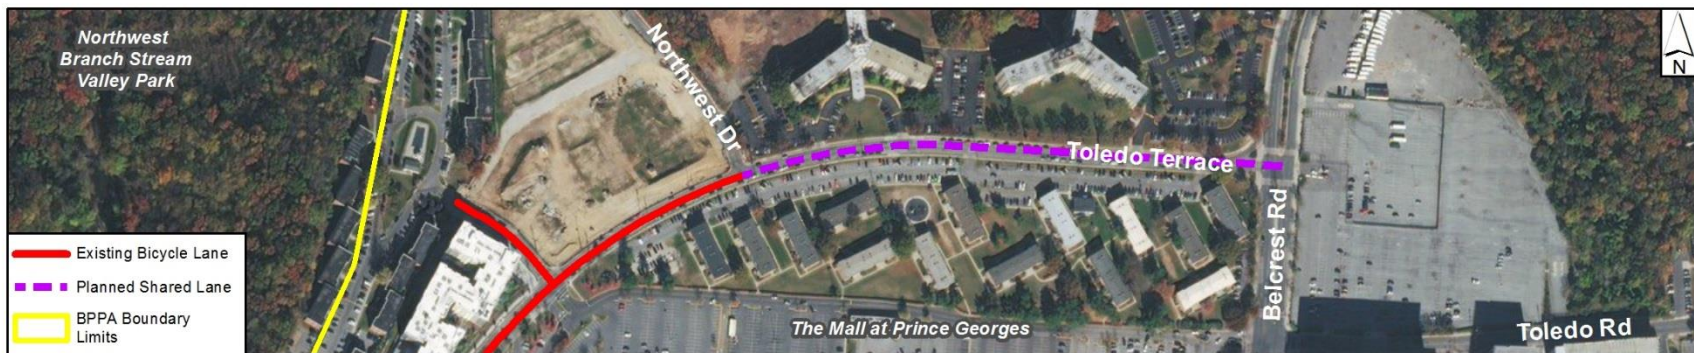 Northwest
Branch Stream
Valley Park
Northwest Dr
Toledo Terrace
Belcrest Rd
N
Existing Bicycle Lane
Planned Shared Lane
BPPA Boundary
Limits
The Mall at Prince Georges
Toledo Rd